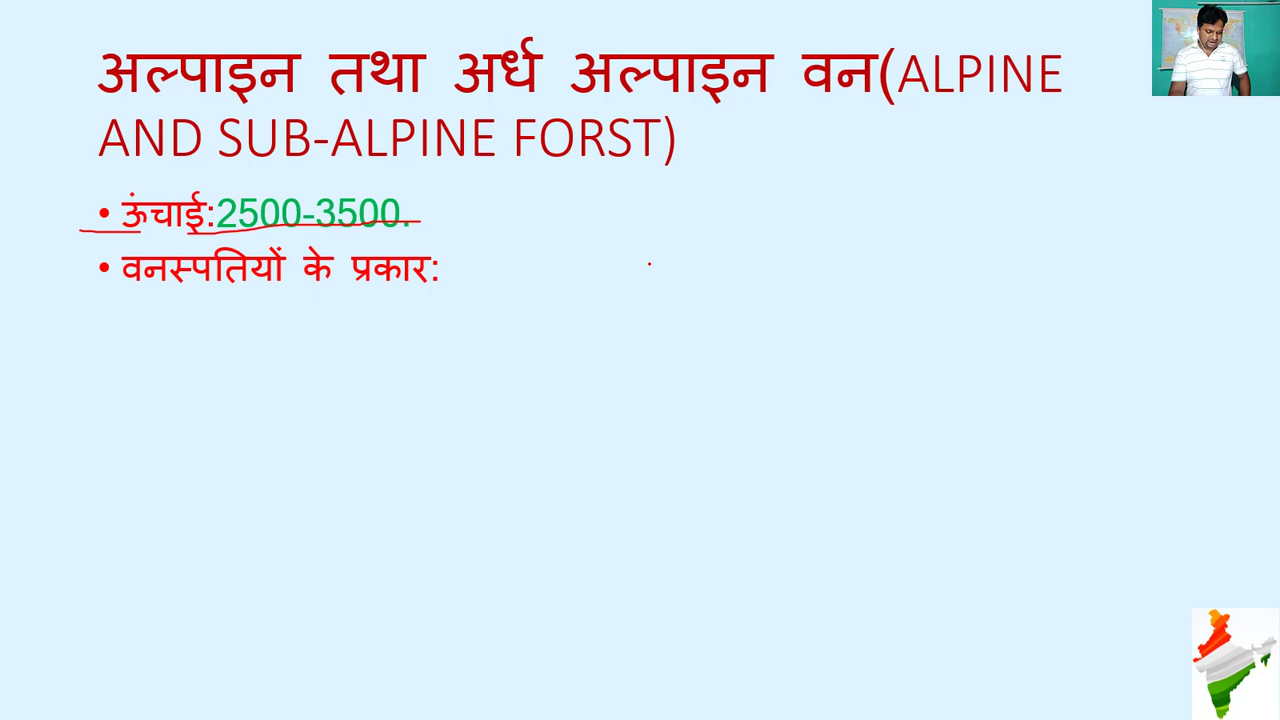 अल्पाइन तथा अर्ध अल्पाइन वन(ALPINE
AND SUB-ALPINE FORST)
• ऊंचाई:2500-3500.
• वनस्पतियों के प्रकार: